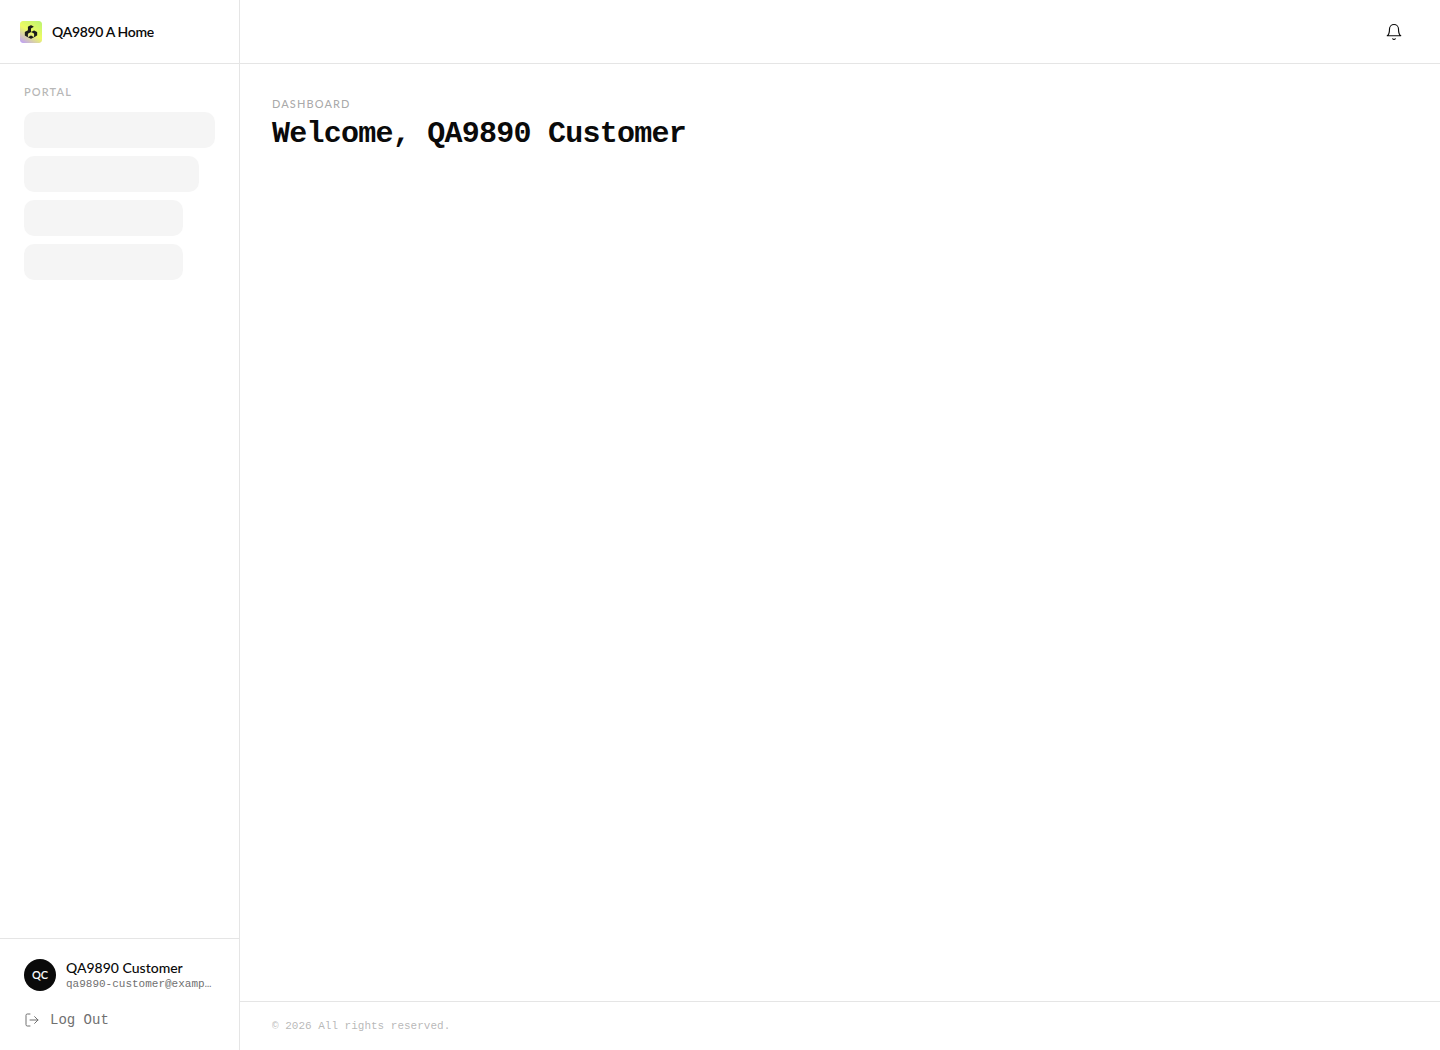 QA9890 A Home
PORTAL
DASHBOARD
Welcome, QA9890 Customer
QC
QA9890 Customer
qa9890-customer@examp…
Log Out
© 2026 All rights reserved.